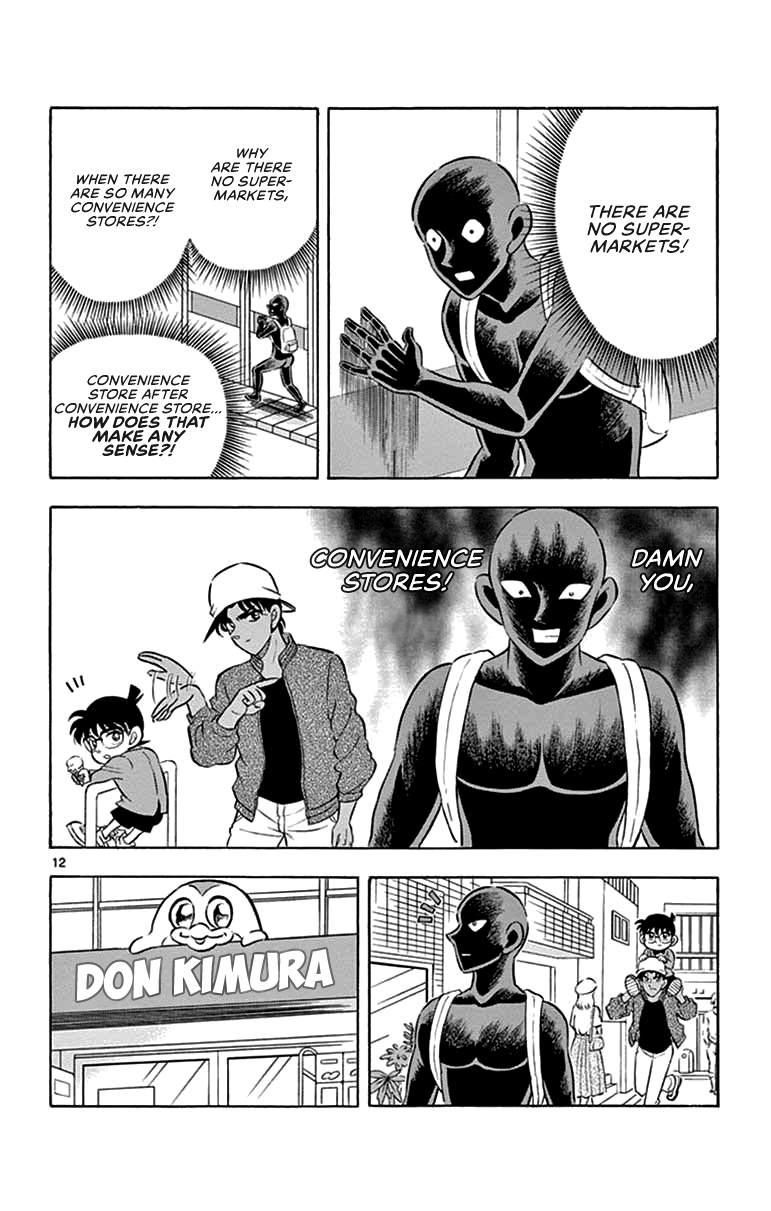 THERE ARE
NO SUPER-
MARKETS!
WHY
ARE THERE
NO SUPER-
MARKETS,
WHEN THERE
ARE SO MANY
CONVENIENCE
STORES?!
CONVENIENCE
STORE AFTER
CONVENIENCE STORE...
HOW DOES THAT
MAKE ANY
SENSE?!
DAMN
YOU,
CONVENIENCE
STORES!
12
DON KIMURA